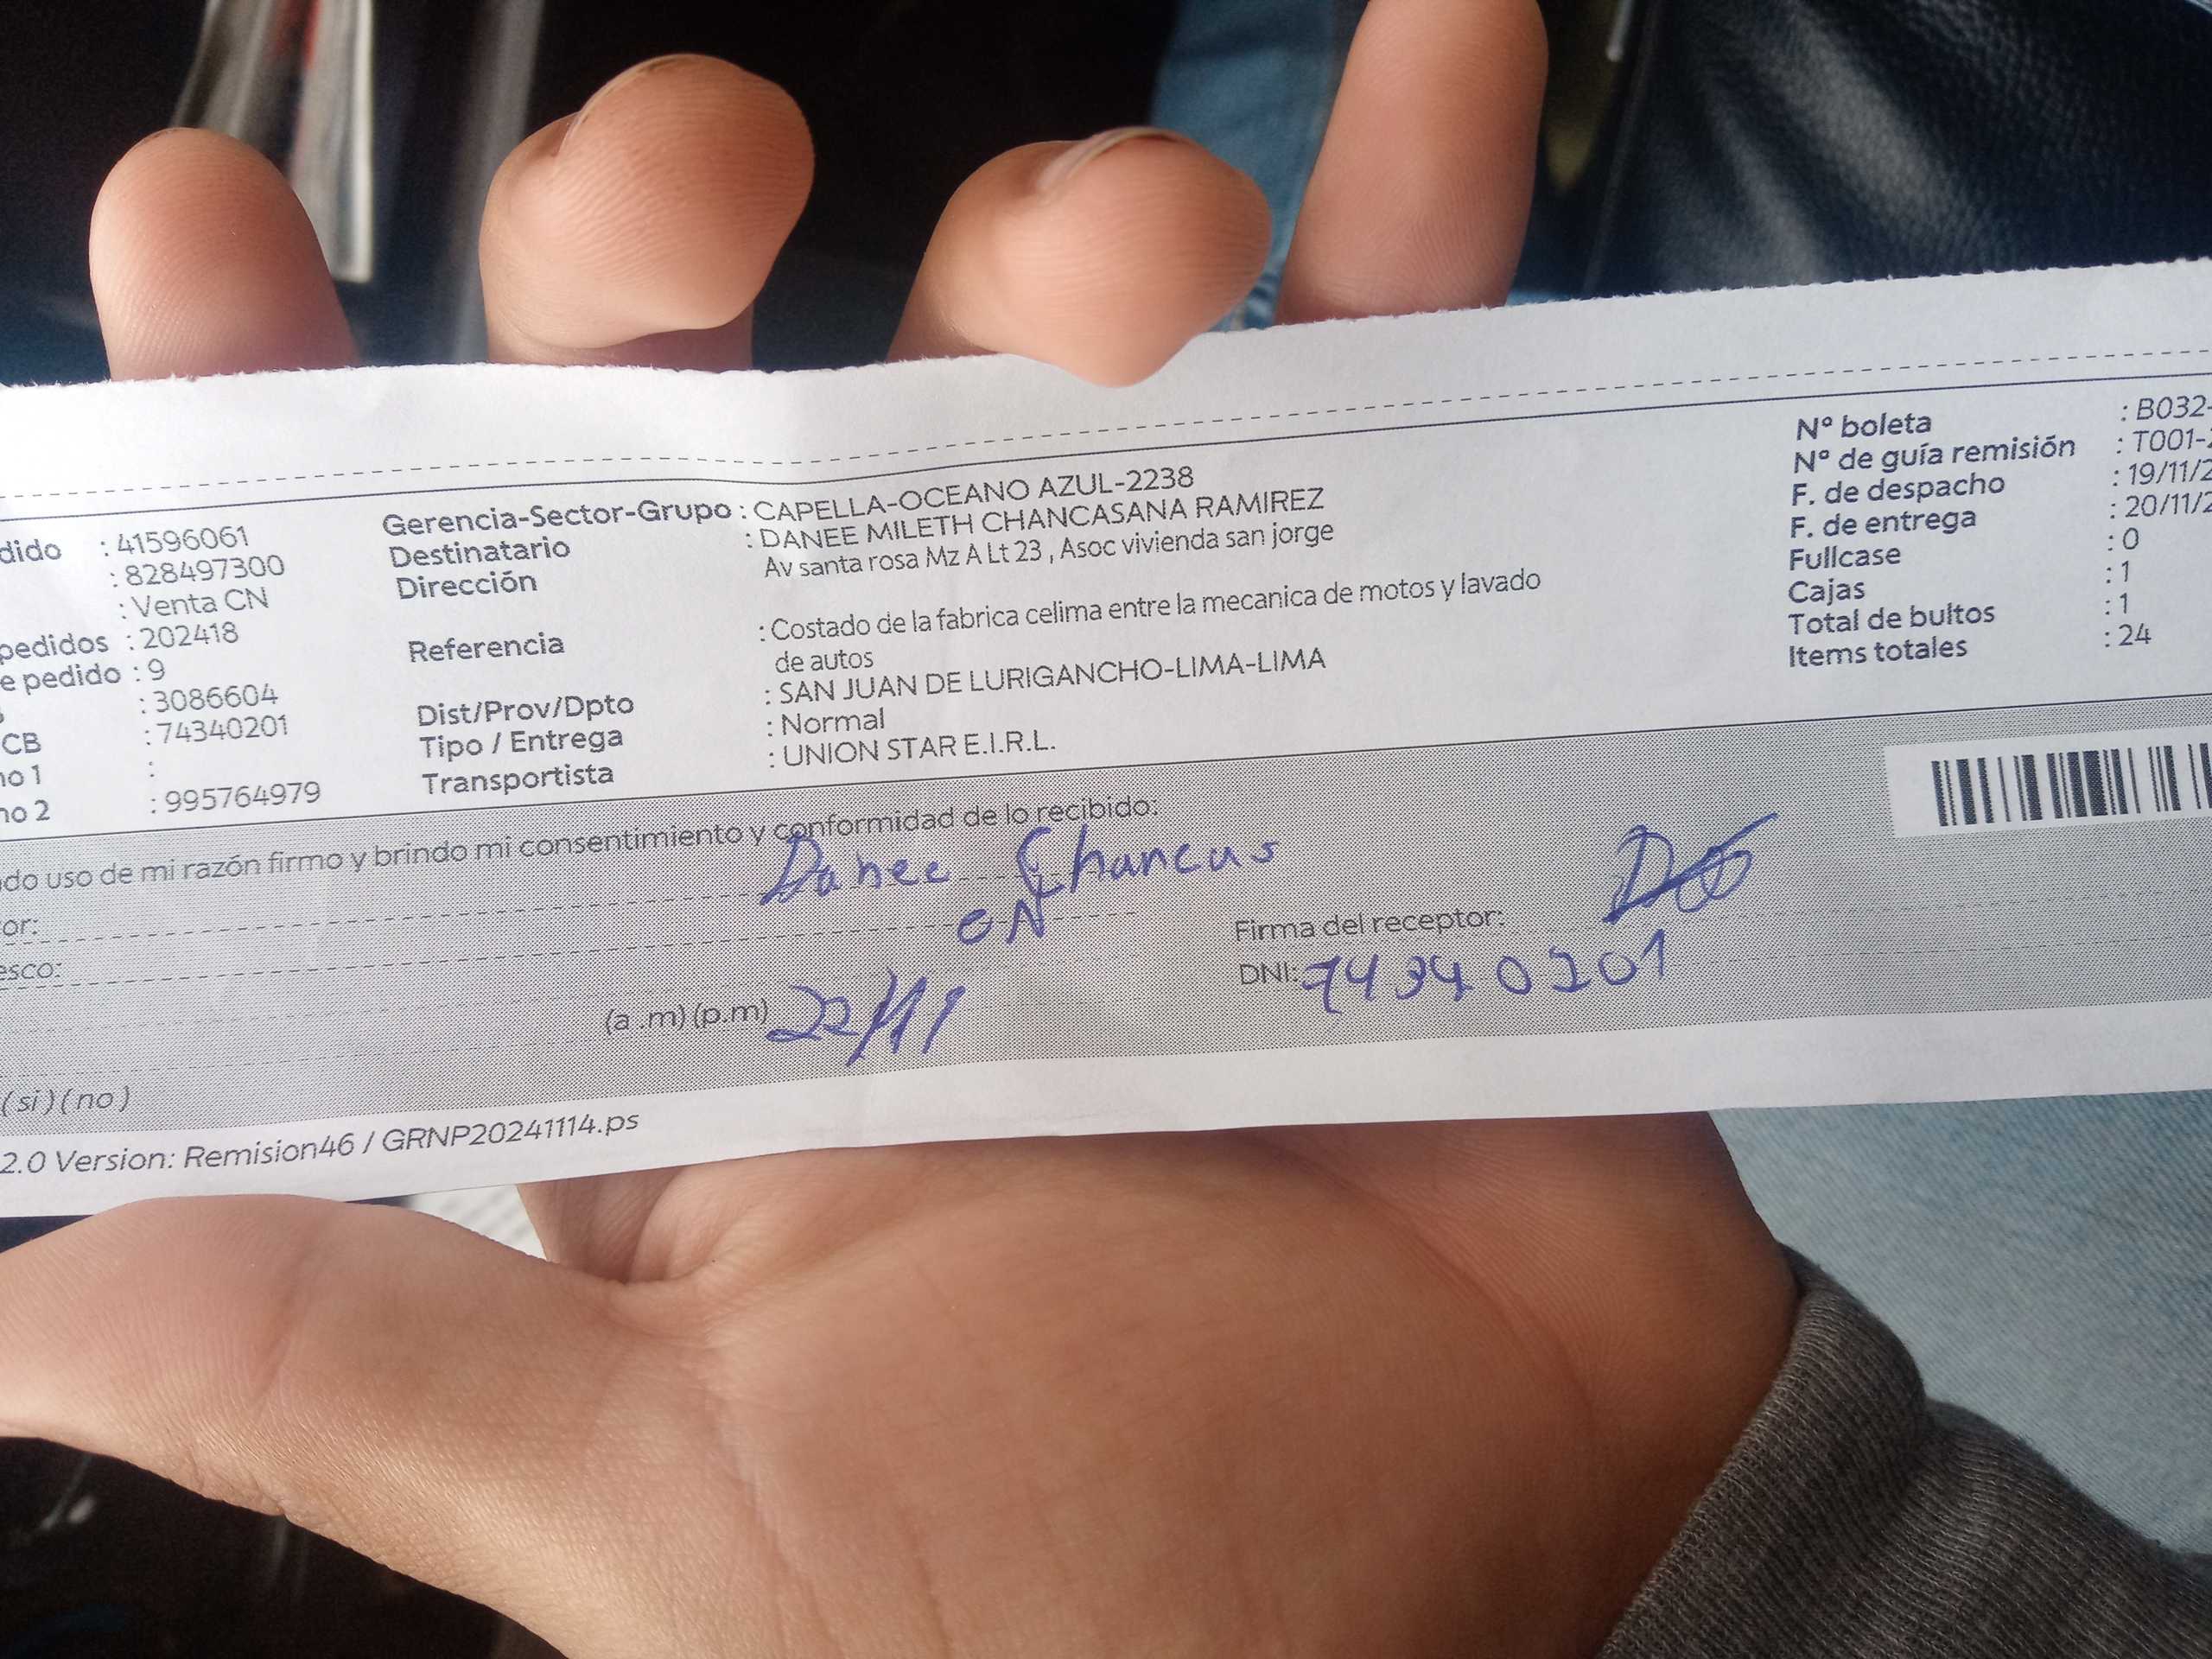 dido : 41596061
: 828497300
: Venta CN
pedidos : 202418
e pedido : 9
: 3086604
CB : 74340201
no 1 :
no 2 : 995764979
Gerencia-Sector-Grupo : CAPELLA-OCEANO AZUL-2238
Destinatario : DANEE MILETH CHANCASANA RAMIREZ
Dirección Av santa rosa Mz A Lt 23 , Asoc vivienda san jorge
Referencia : Costado de la fabrica celima entre la mecanica de motos y lavado
de autos
Dist/Prov/Dpto : SAN JUAN DE LURIGANCHO-LIMA-LIMA
Tipo / Entrega : Normal
Transportista : UNION STAR E.I.R.L.
N° boleta : B032-
N° de guía remisión : T001-
F. de despacho : 19/11/2
F. de entrega : 20/11/2
Fullcase : 0
Cajas : 1
Total de bultos : 1
Items totales : 24
do uso de mi razón firmo y brindo mi consentimiento y conformidad de lo recibido:
or: Danee Chancas
esco:
Firma del receptor:
(a .m) (p.m) 22/11
DNI: 74340201
(si) (no)
2.0 Version: Remision46 / GRNP20241114.ps